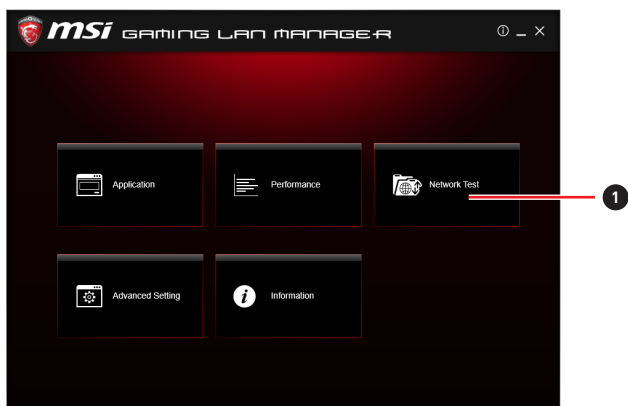 msi GAMING LAN MANAGER
Application
Performance
Network Test
1
Advanced Setting
Information